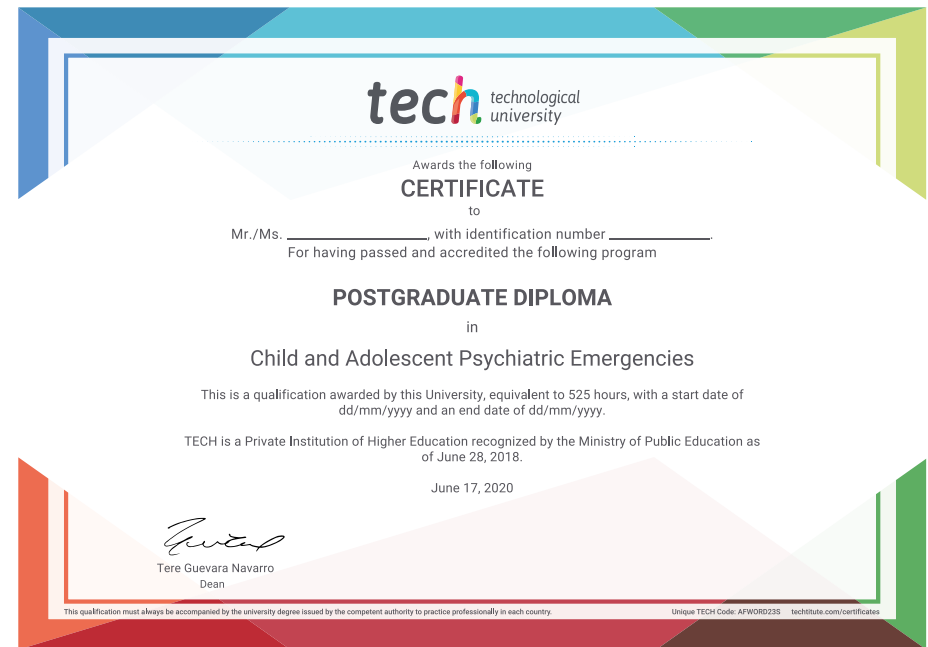 tech technological
university
Awards the following
CERTIFICATE
to
Mr./Ms. ____________________, with identification number ______________.
For having passed and accredited the following program
POSTGRADUATE DIPLOMA
in
Child and Adolescent Psychiatric Emergencies
This is a qualification awarded by this University, equivalent to 525 hours, with a start date of
dd/mm/yyyy and an end date of dd/mm/yyyy.
TECH is a Private Institution of Higher Education recognized by the Ministry of Public Education as
of June 28, 2018.
June 17, 2020
Tere Guevara Navarro
Dean
This qualification must always be accompanied by the university degree issued by the competent authority to practice professionally in each country.
Unique TECH Code: AFWORD23S techtitute.com/certificates